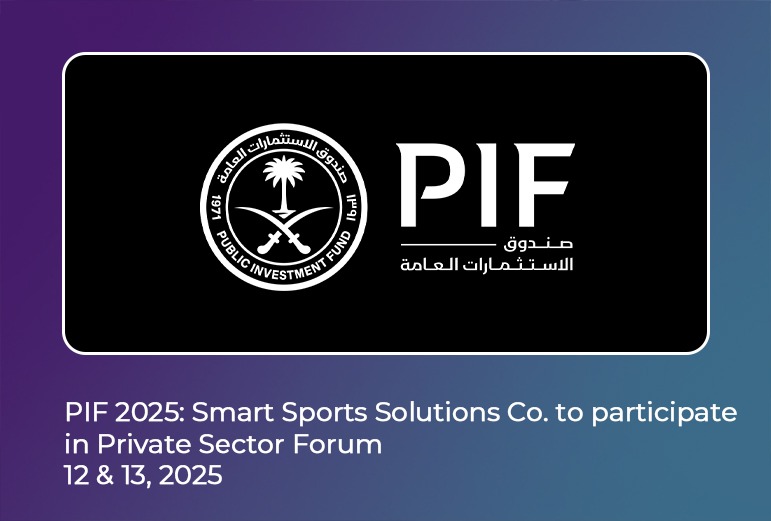 صندوق الاستثمارات العامة
1971
١٣٩١
PUBLIC INVESTMENT FUND
PIF
صندوق
الاستثمارات العامة
PIF 2025: Smart Sports Solutions Co. to participate
in Private Sector Forum
12 & 13, 2025